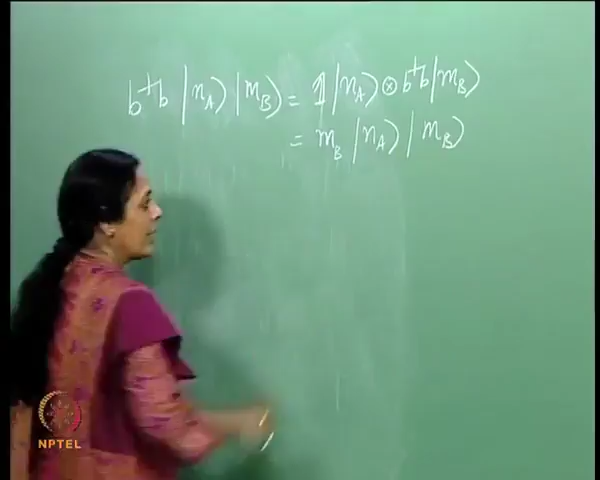 b†b |n_A⟩ |m_B⟩ = 𝟙 |n_A⟩ ⊗ b†b |m_B⟩
= m_B |n_A⟩ |m_B⟩
NPTEL